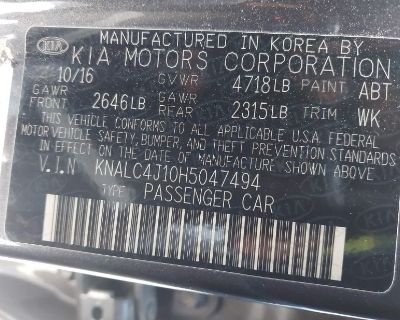 MANUFACTURED IN KOREA BY
KIA KIA MOTORS CORPORATION
10/16 GVWR 4718LB PAINT ABT
GAWR FRONT 2646LB GAWR REAR 2315LB TRIM WK
THIS VEHICLE CONFORMS TO ALL APPLICABLE U.S.A. FEDERAL
MOTOR VEHICLE SAFETY, BUMPER, AND THEFT PREVENTION STANDARDS
IN EFFECT ON THE DATE OF MANUFACTURE SHOWN ABOVE.
V.I.N KNALC4J10H5047494
TYPE: PASSENGER CAR